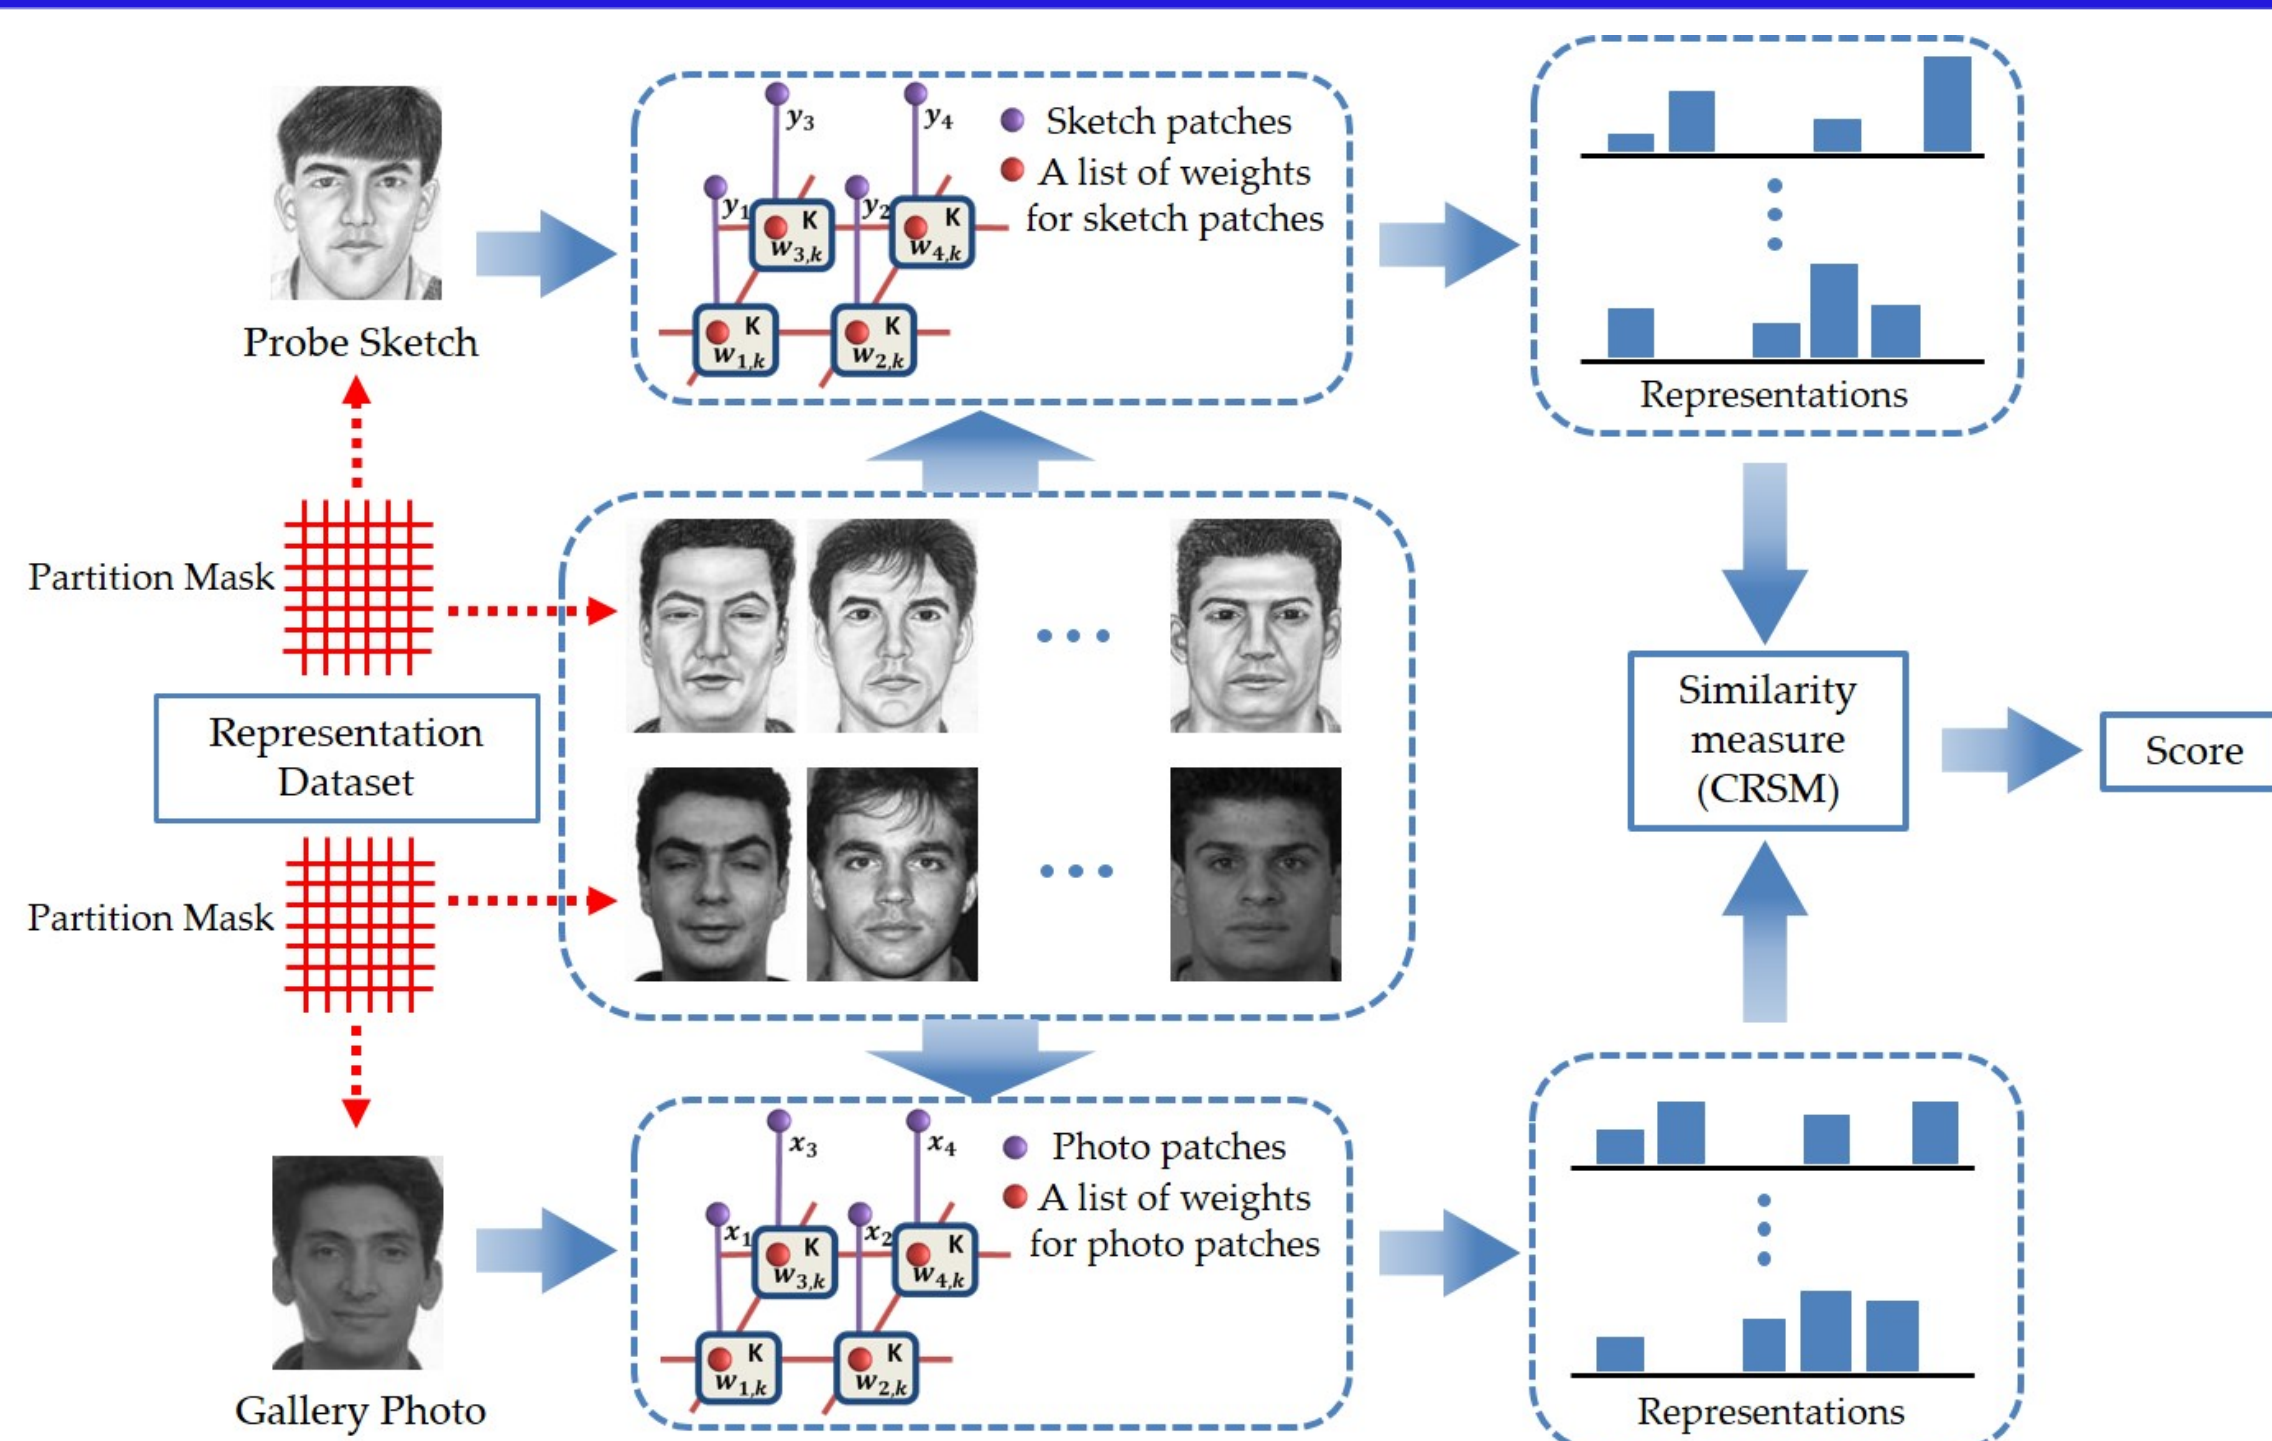 Probe Sketch
y3
y4
y1
y2
K
w3,k
K
w4,k
K
w1,k
K
w2,k
Sketch patches
A list of weights
for sketch patches
Representations
Partition Mask
Representation
Dataset
Partition Mask
Similarity
measure
(CRSM)
Score
Gallery Photo
x3
x4
x1
x2
K
w3,k
K
w4,k
K
w1,k
K
w2,k
Photo patches
A list of weights
for photo patches
Representations